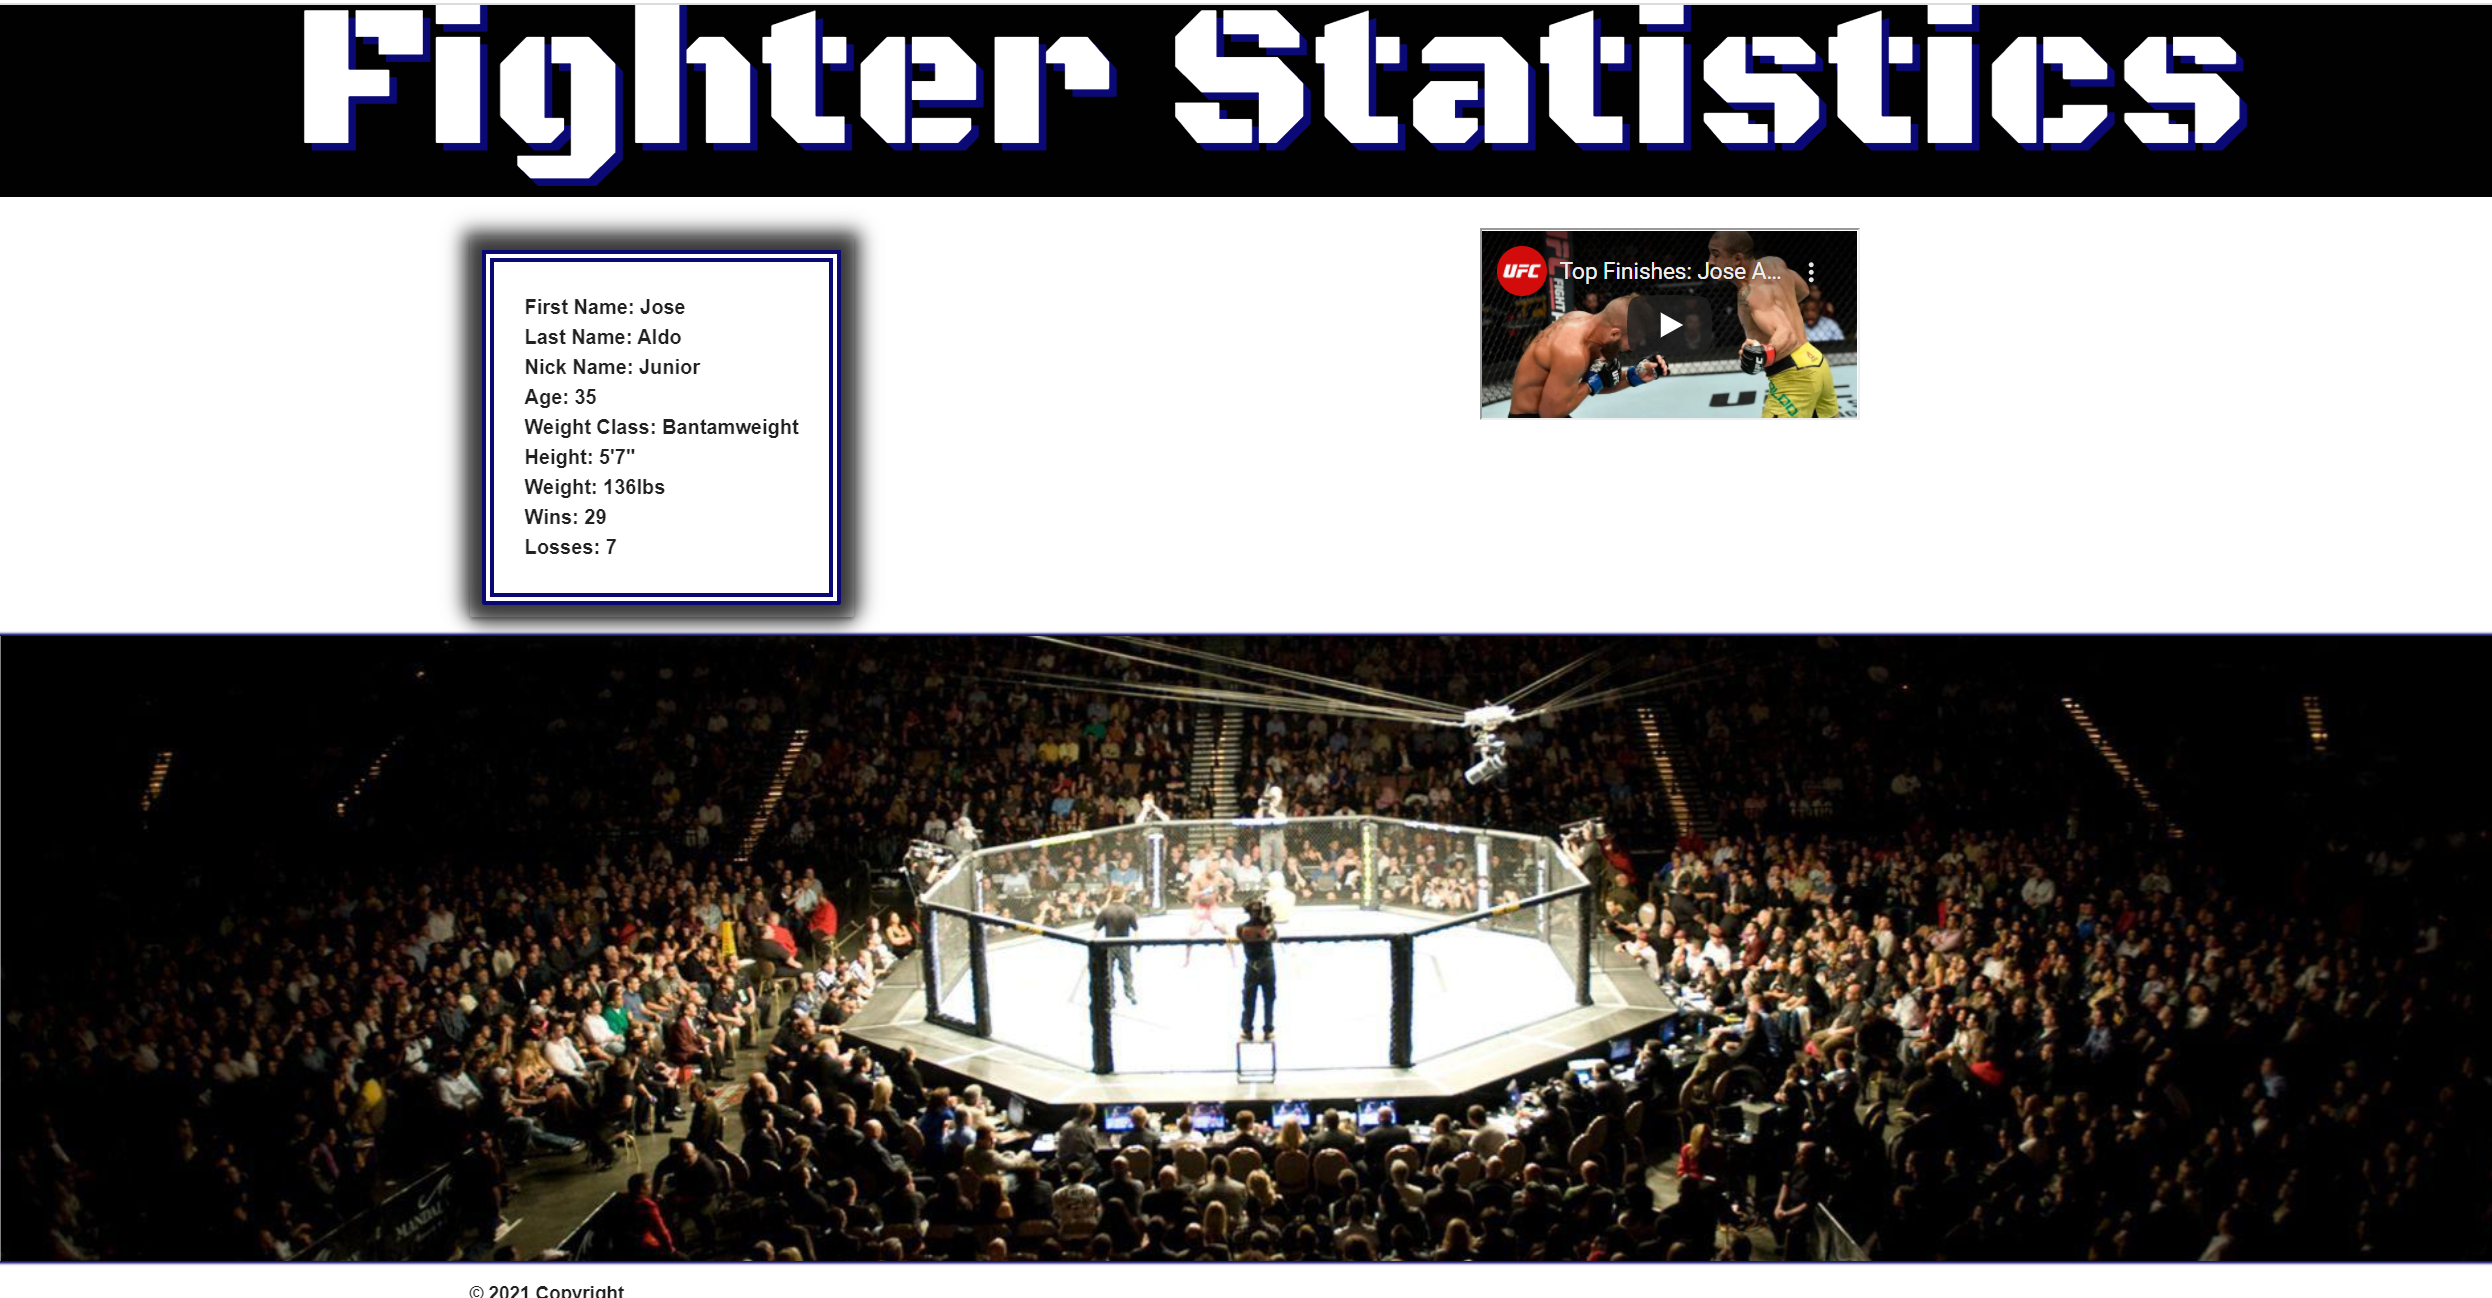 Fighter Statistics
First Name: Jose
Last Name: Aldo
Nick Name: Junior
Age: 35
Weight Class: Bantamweight
Height: 5'7"
Weight: 136lbs
Wins: 29
Losses: 7
UFC Top Finishes: Jose A...
FIGHT
© 2021 Copyright